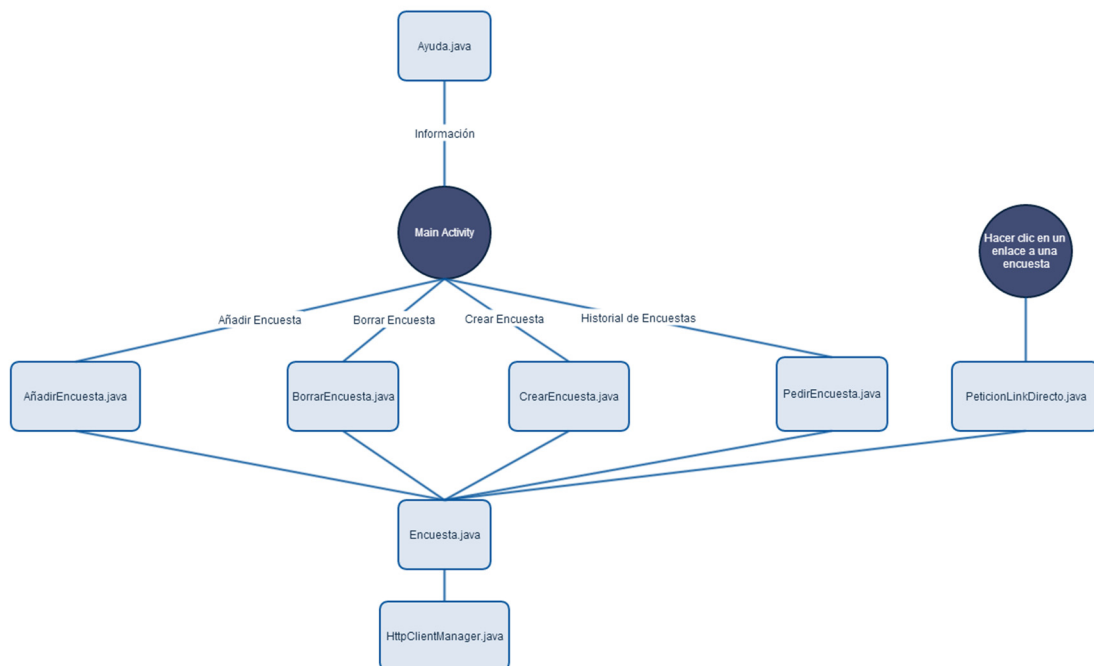 Ayuda.java
Información
Main Activity
Hacer clic en un
enlace a una
encuesta
Añadir Encuesta
Borrar Encuesta
Crear Encuesta
Historial de Encuestas
AñadirEncuesta.java
BorrarEncuesta.java
CrearEncuesta.java
PedirEncuesta.java
PeticionLinkDirecto.java
Encuesta.java
HttpClientManager.java